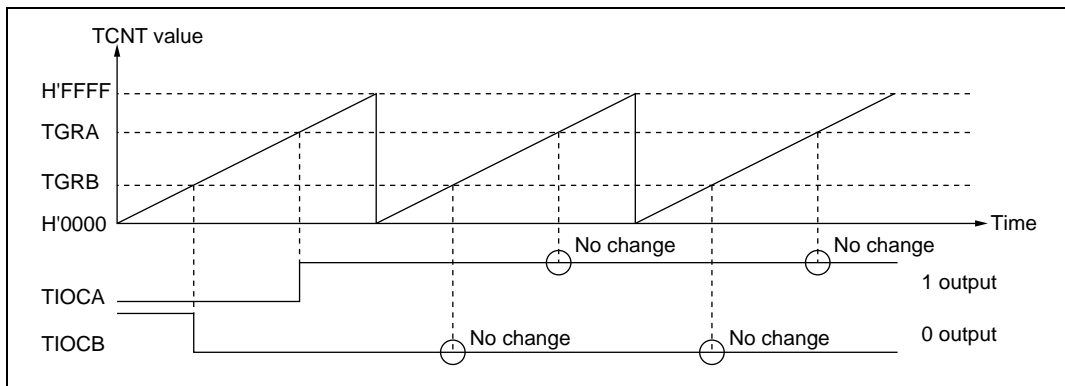 TCNT value
H'FFFF
TGRA
TGRB
H'0000
Time
No change
No change
TIOCA
1 output
No change
No change
TIOCB
0 output